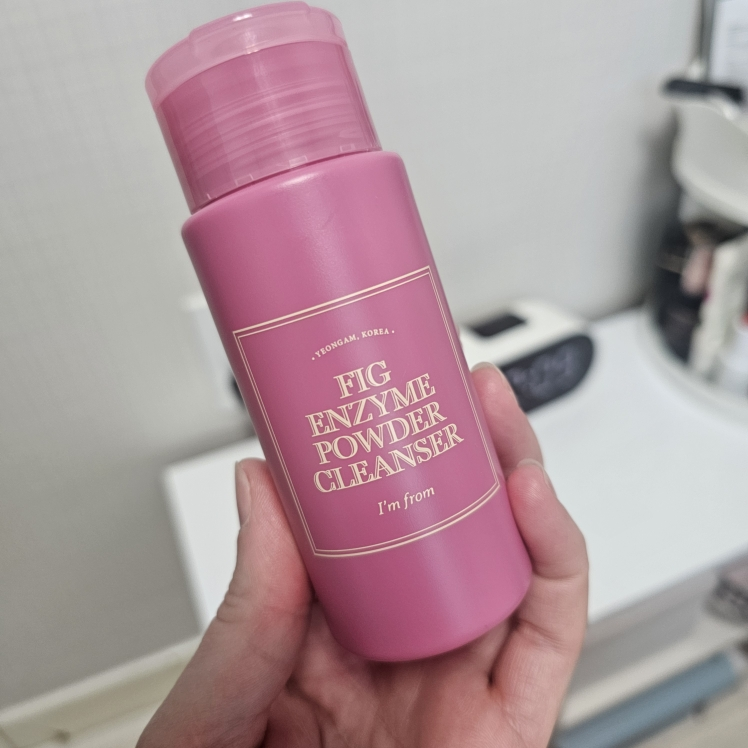 • YEONGAM, KOREA •
FIG
ENZYME
POWDER
CLEANSER
I'm from